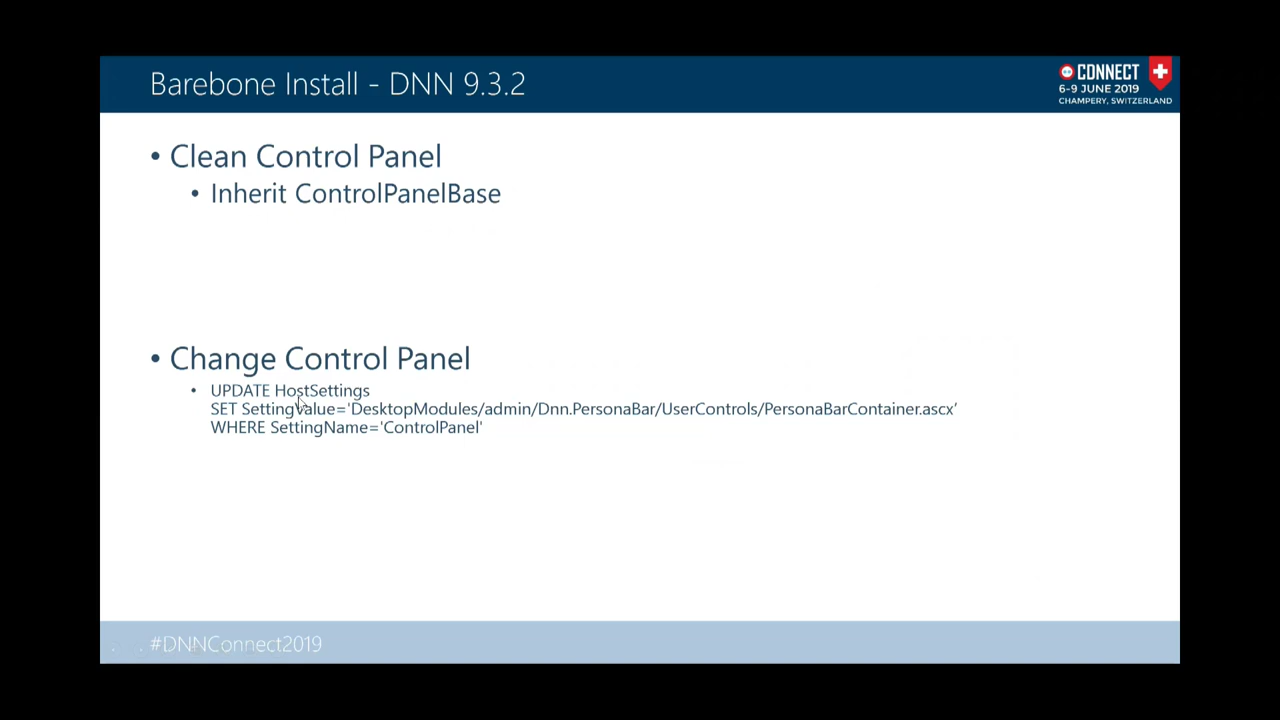 Barebone Install - DNN 9.3.2
CONNECT
6-9 JUNE 2019
CHAMPERY, SWITZERLAND
• Clean Control Panel
• Inherit ControlPanelBase
• Change Control Panel
• UPDATE HostSettings
SET SettingValue='DesktopModules/admin/Dnn.PersonaBar/UserControls/PersonaBarContainer.ascx’
WHERE SettingName='ControlPanel'
#DNNConnect2019